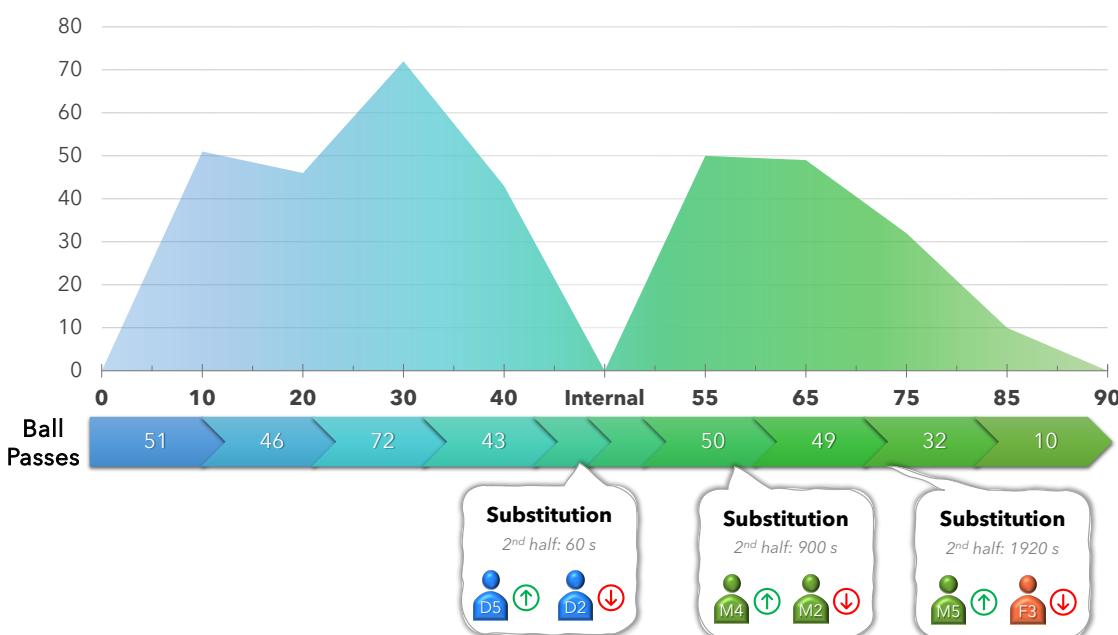 80
70
60
50
40
30
20
10
0
0 10 20 30 40 Internal 55 65 75 85 90
Ball
Passes
51 46 72 43 50 49 32 10
Substitution
2nd half: 60 s
D5 D2
Substitution
2nd half: 900 s
M4 M2
Substitution
2nd half: 1920 s
M5 F3